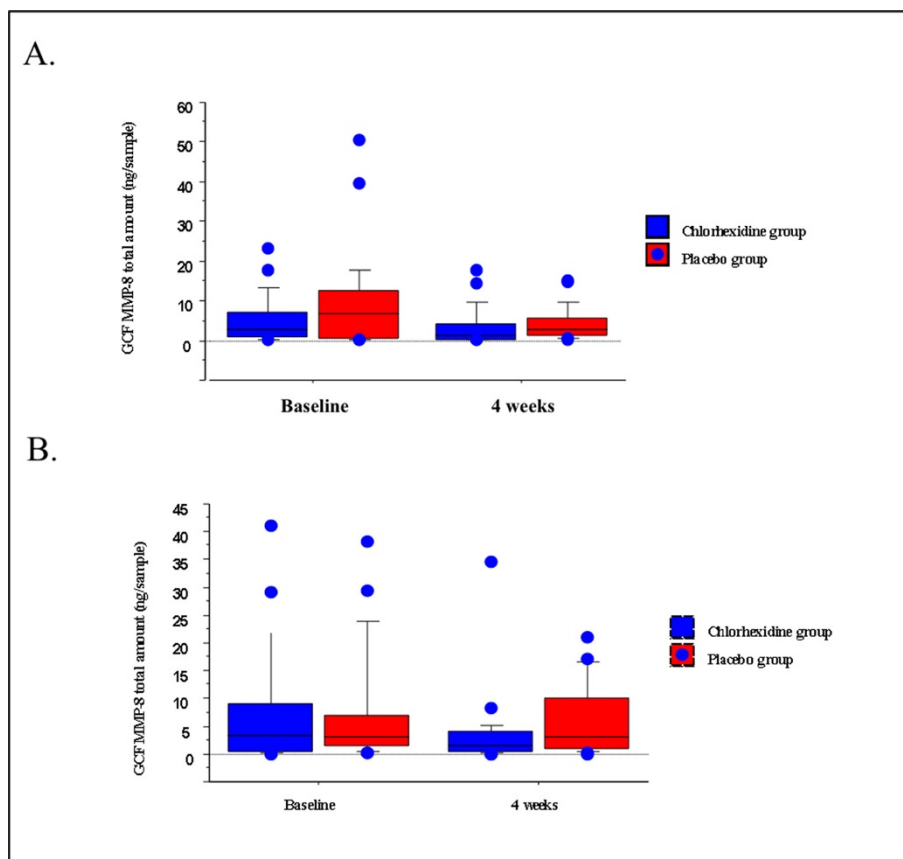 A.
GCF MMP-8 total amount (ng/sample)
60
50
40
30
20
10
0
Baseline
4 weeks
Chlorhexidine group
Placebo group
B.
GCF MMP-8 total amount (ng/sample)
45
40
35
30
25
20
15
10
5
0
Baseline
4 weeks
Chlorhexidine group
Placebo group